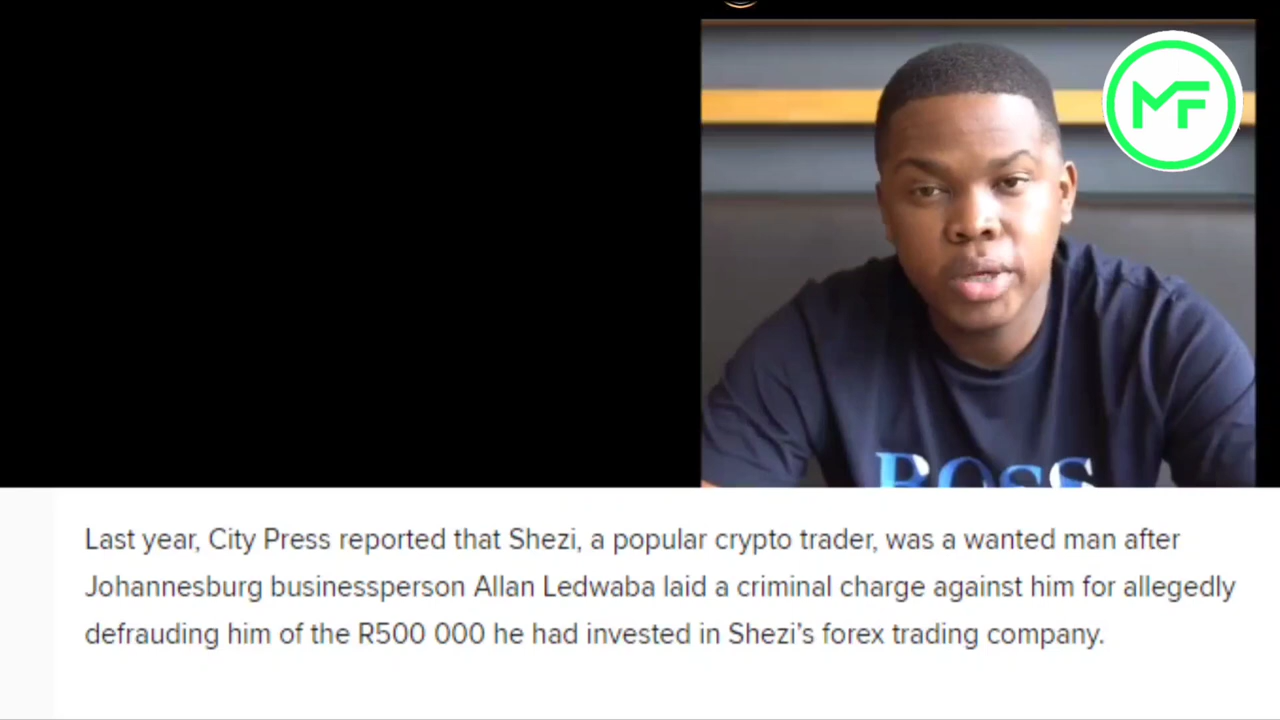 MF
BOSS
Last year, City Press reported that Shezi, a popular crypto trader, was a wanted man after
Johannesburg businessperson Allan Ledwaba laid a criminal charge against him for allegedly
defrauding him of the R500 000 he had invested in Shezi’s forex trading company.